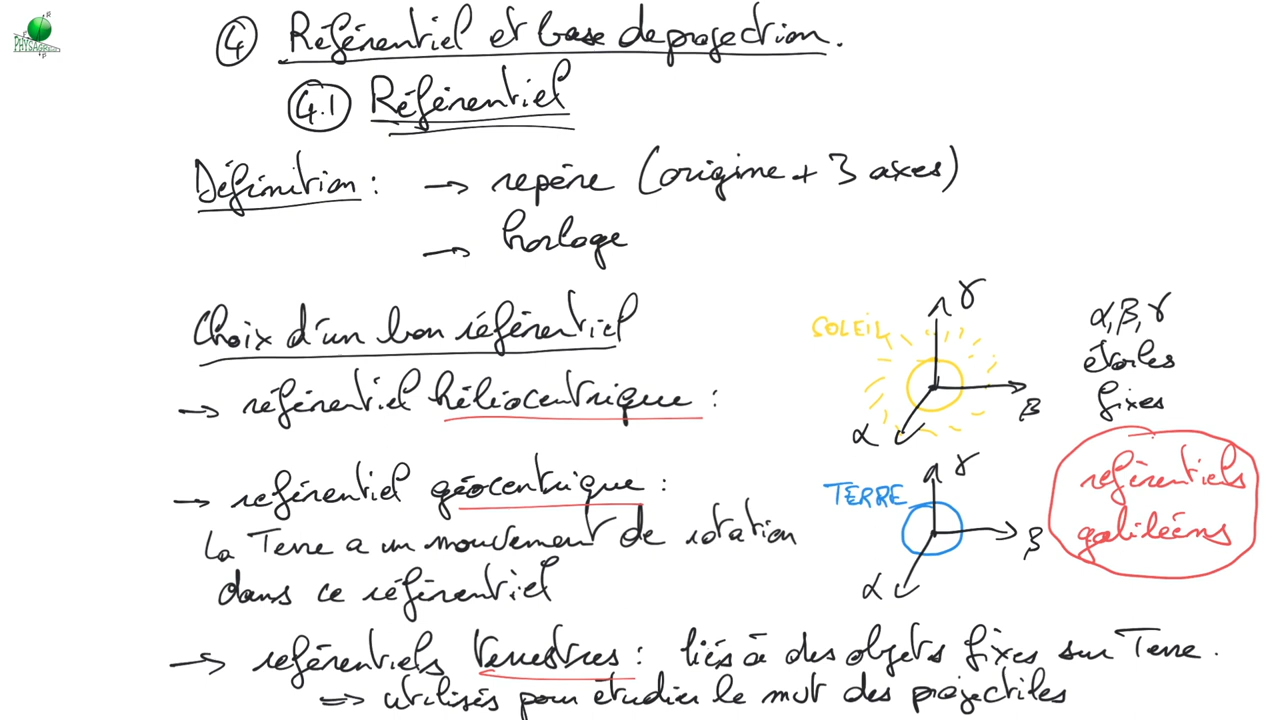 ④ Référentiel et base de projection.
4.1 Référentiel
Définition : → repère (origine + 3 axes)
→ horloge
Choix d'un bon référentiel
→ référentiel héliocentrique :
SOLEIL
γ
β
α
α, β, γ
étoiles
fixes
→ référentiel géocentrique :
La Terre a un mouvement de rotation
dans ce référentiel
TERRE
γ
β
α
référentiels
galiléens
→ référentiels terrestres : liés à des objets fixes sur Terre.
⇒ utilisés pour étudier le mvt des projectiles